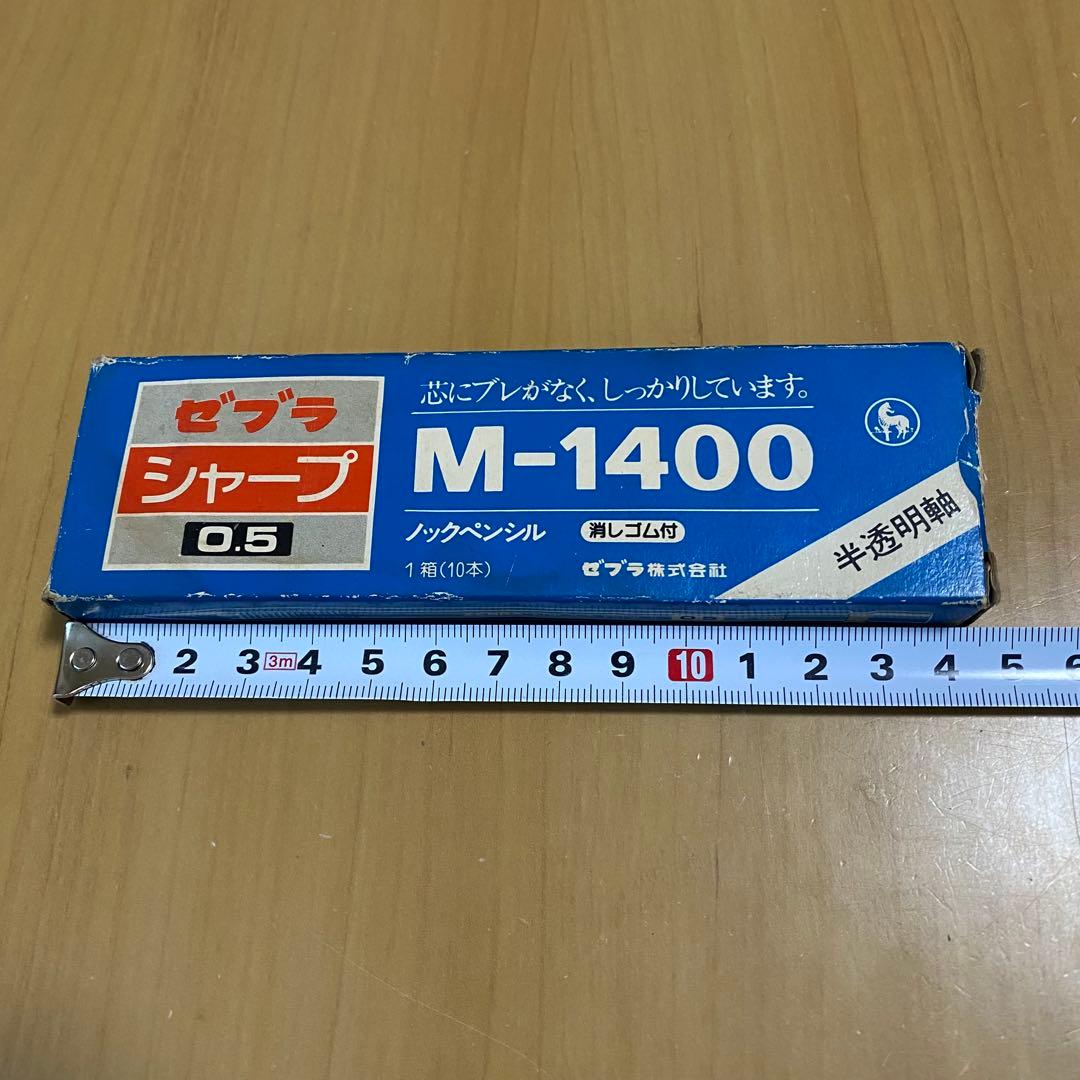 ゼブラ
シャープ
0.5
芯にブレがなく、しっかりしています。
M-1400
ノックペンシル 消しゴム付
1箱(10本) ゼブラ株式会社
半透明軸
0.5
2 3 3m 4 5 6 7 8 9 10 1 2 3 4 5 6